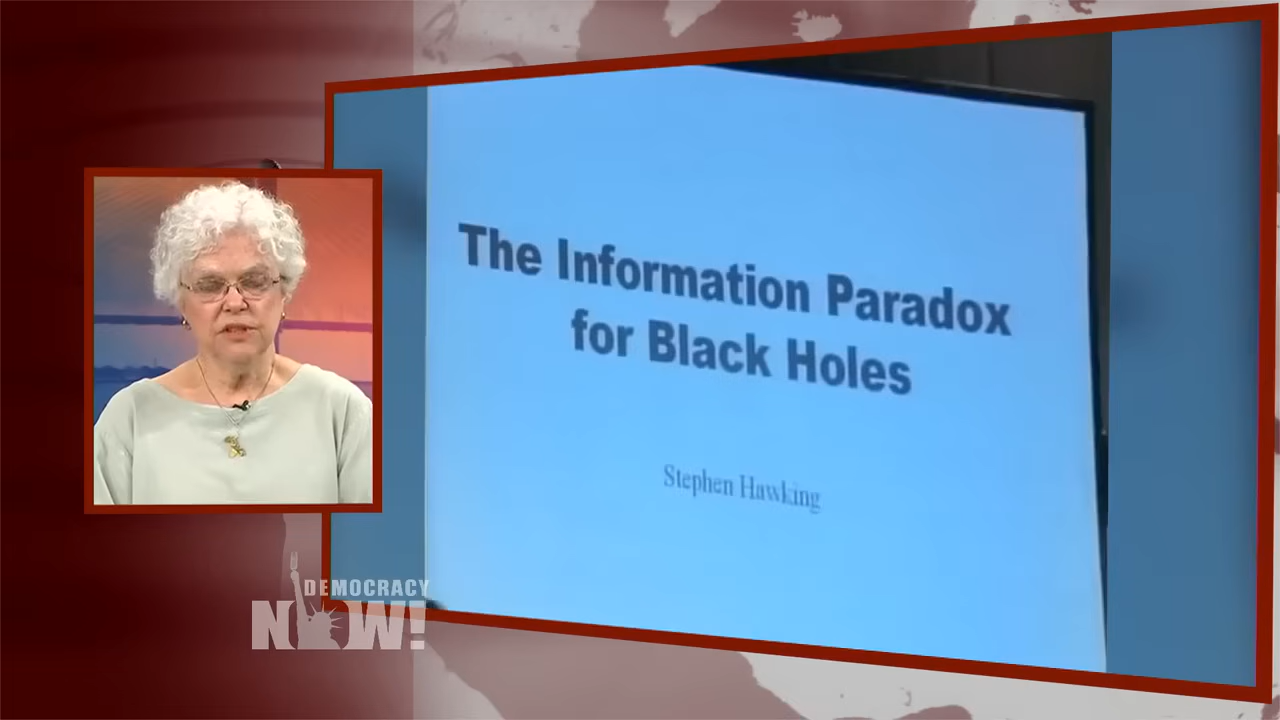 The Information Paradox
for Black Holes
Stephen Hawking
DEMOCRACY
NOW!